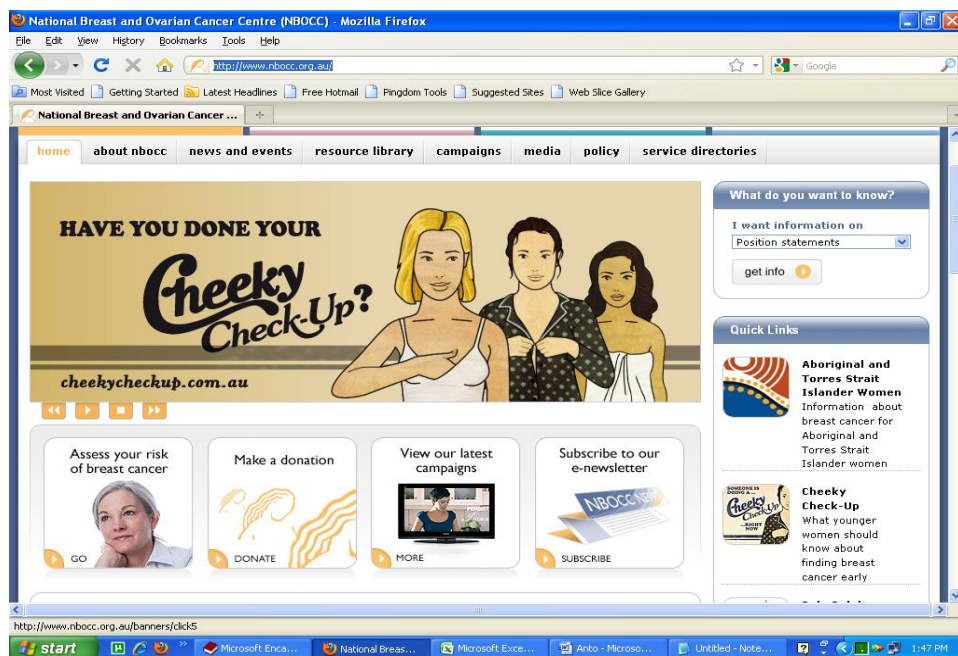 National Breast and Ovarian Cancer Centre (NBOCC) - Mozilla Firefox
File Edit View History Bookmarks Tools Help
http://www.nbocc.org.au/
Google
Most Visited Getting Started Latest Headlines Free Hotmail Pingdom Tools Suggested Sites Web Slice Gallery
National Breast and Ovarian Cancer ...
home about nbocc news and events resource library campaigns media policy service directories
HAVE YOU DONE YOUR
Cheeky
Check-Up?
cheekycheckup.com.au
What do you want to know?
I want information on
Position statements
get info
Quick Links
Aboriginal and
Torres Strait
Islander Women
Information about
breast cancer for
Aboriginal and
Torres Strait
Islander women
SOMEONE IS
DOING A...
Cheeky
Check-Up
...RIGHT
NOW
Cheeky
Check-Up
What younger
women should
know about
finding breast
cancer early
Assess your risk
of breast cancer
GO
Make a donation
DONATE
View our latest
campaigns
MORE
Subscribe to our
e-newsletter
NBOCC NEWS
SUBSCRIBE
http://www.nbocc.org.au/banners/click5
start
Microsoft Enca...
National Breas...
Microsoft Exce...
Anto - Microso...
Untitled - Note...
1:47 PM